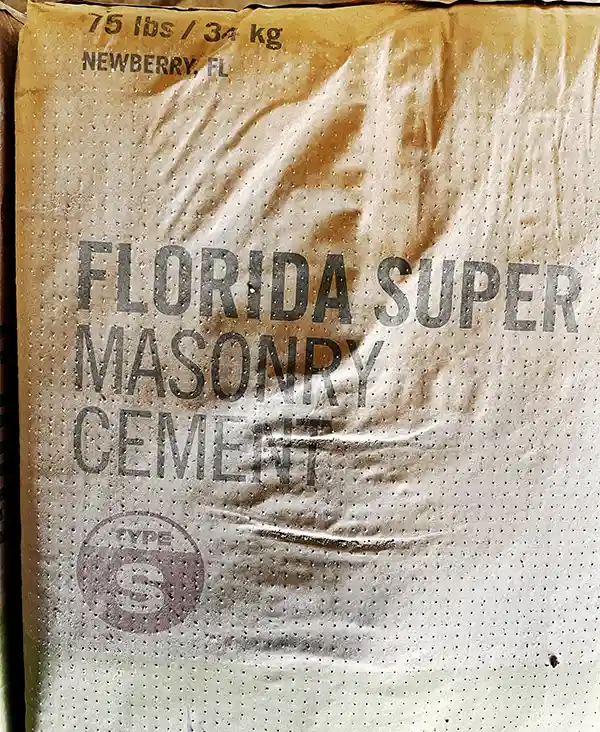 75 lbs / 34 kg
NEWBERRY, FL
FLORIDA SUPER
MASONRY
CEMENT
TYPE
S